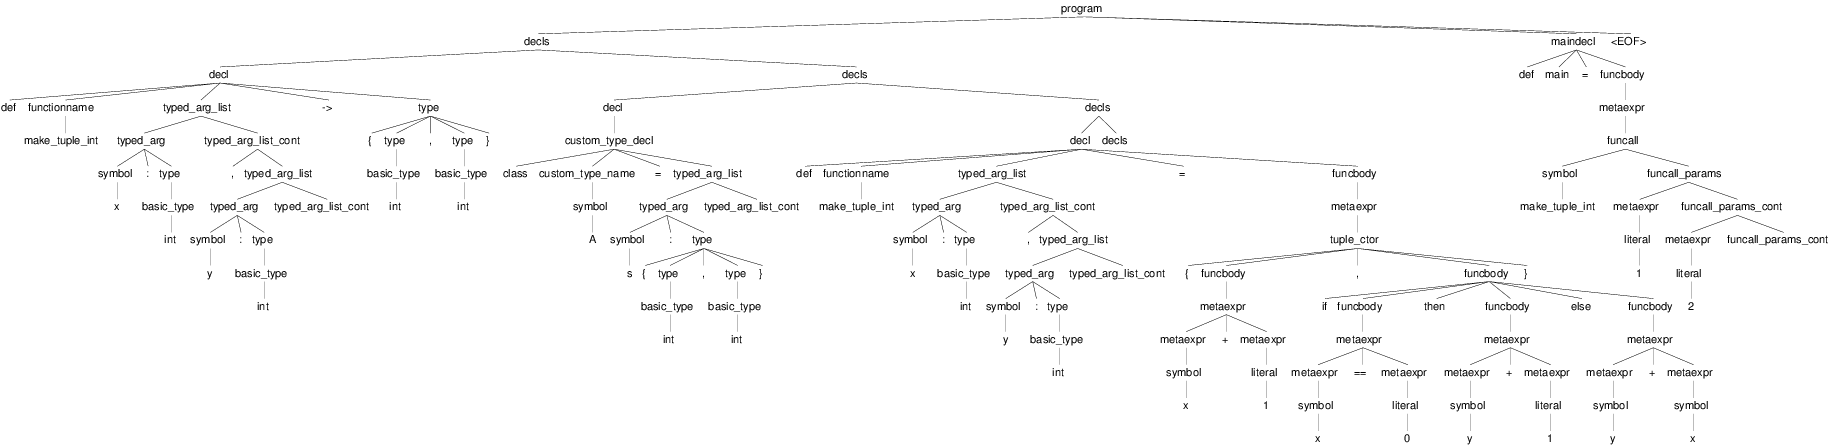 program
decls maindecl <EOF>
decl decls def main = funcbody
def functionname typed_arg_list -> type decl decls metaexpr
make_tuple_int typed_arg typed_arg_list_cont { type , type } custom_type_decl decl decls funcall
symbol : type , typed_arg_list basic_type basic_type class custom_type_name = typed_arg_list def functionname typed_arg_list = funcbody symbol funcall_params
x basic_type typed_arg typed_arg_list_cont int int symbol typed_arg typed_arg_list_cont make_tuple_int typed_arg typed_arg_list_cont metaexpr make_tuple_int metaexpr funcall_params_cont
int symbol : type A symbol : type symbol : type , typed_arg_list tuple_ctor literal metaexpr funcall_params_cont
y basic_type s { type , type } x basic_type typed_arg typed_arg_list_cont { funcbody , funcbody } 1 literal
int basic_type basic_type int symbol : type metaexpr if funcbody then funcbody else funcbody 2
int int y basic_type metaexpr + metaexpr metaexpr metaexpr metaexpr
int symbol literal metaexpr == metaexpr metaexpr + metaexpr metaexpr + metaexpr
x 1 symbol literal symbol literal symbol symbol
x 0 y 1 y x